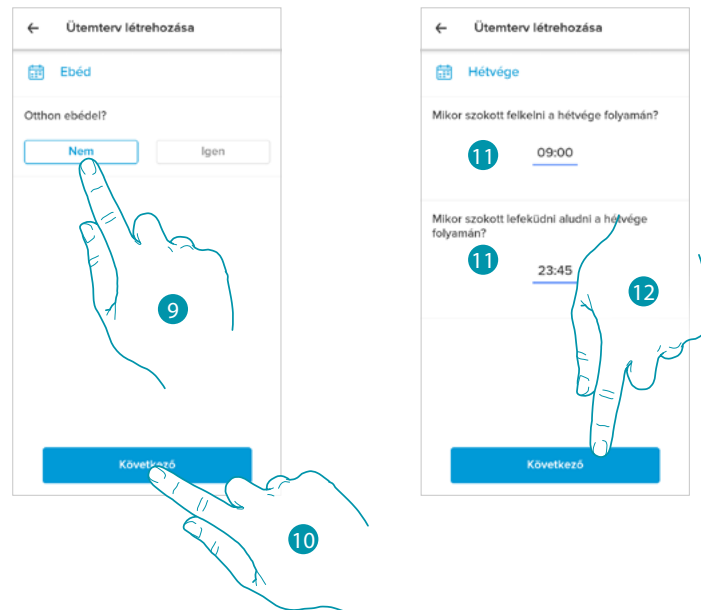 ← Ütemterv létrehozása
Ebéd
Otthon ebédel?
Nem
Igen
9
Következő
10
← Ütemterv létrehozása
Hétvége
Mikor szokott felkelni a hétvége folyamán?
11
09:00
Mikor szokott lefeküdni aludni a hétvége
folyamán?
11
23:45
12
Következő